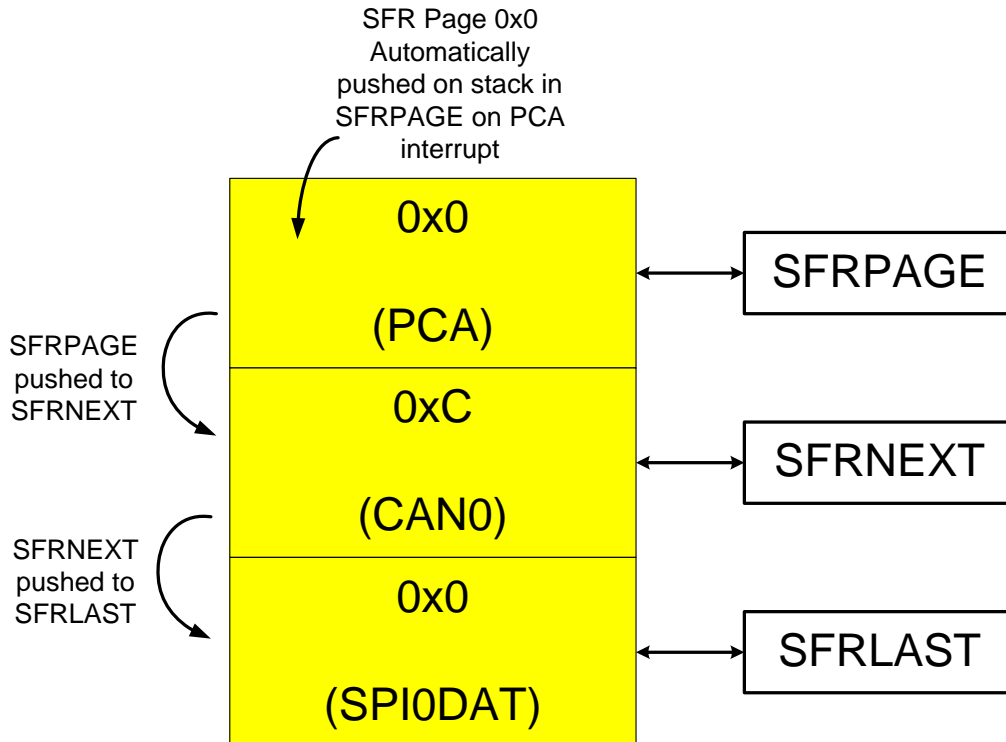 SFR Page 0x0
Automatically
pushed on stack in
SFRPAGE on PCA
interrupt
0x0
(PCA)
SFRPAGE
SFRPAGE
pushed to
SFRNEXT
0xC
(CAN0)
SFRNEXT
SFRNEXT
pushed to
SFRLAST
0x0
(SPI0DAT)
SFRLAST